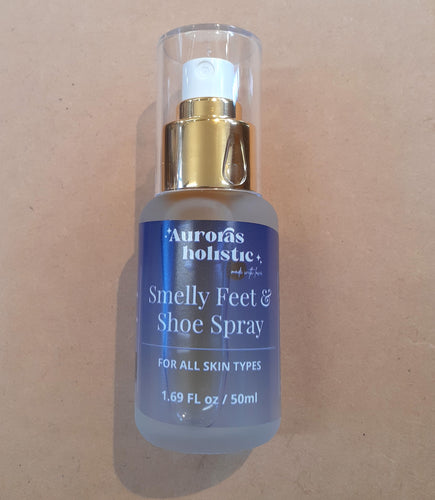 Auroras
holistic
made with love
Smelly Feet &
Shoe Spray
FOR ALL SKIN TYPES
1.69 FL oz / 50ml